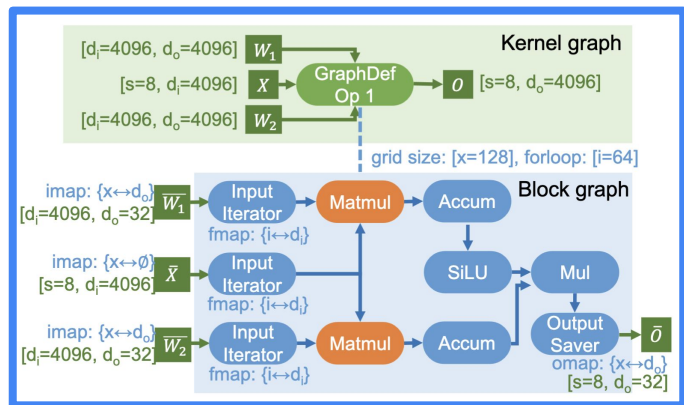 Kernel graph
[dᵢ=4096, dₒ=4096] W₁
[s=8, dᵢ=4096] X
GraphDef
Op 1
O [s=8, dₒ=4096]
[dᵢ=4096, dₒ=4096] W₂
grid size: [x=128], forloop: [i=64]
Block graph
imap: {x↔dₒ}
[dᵢ=4096, dₒ=32]
W̅₁
Input
Iterator
fmap: {i↔dᵢ}
Matmul
Accum
imap: {x↔∅}
[s=8, dᵢ=4096]
X̅
Input
Iterator
fmap: {i↔dᵢ}
SiLU
Mul
imap: {x↔dₒ}
[dᵢ=4096, dₒ=32]
W̅₂
Input
Iterator
fmap: {i↔dᵢ}
Matmul
Accum
Output
Saver
O̅
omap: {x↔dₒ}
[s=8, dₒ=32]